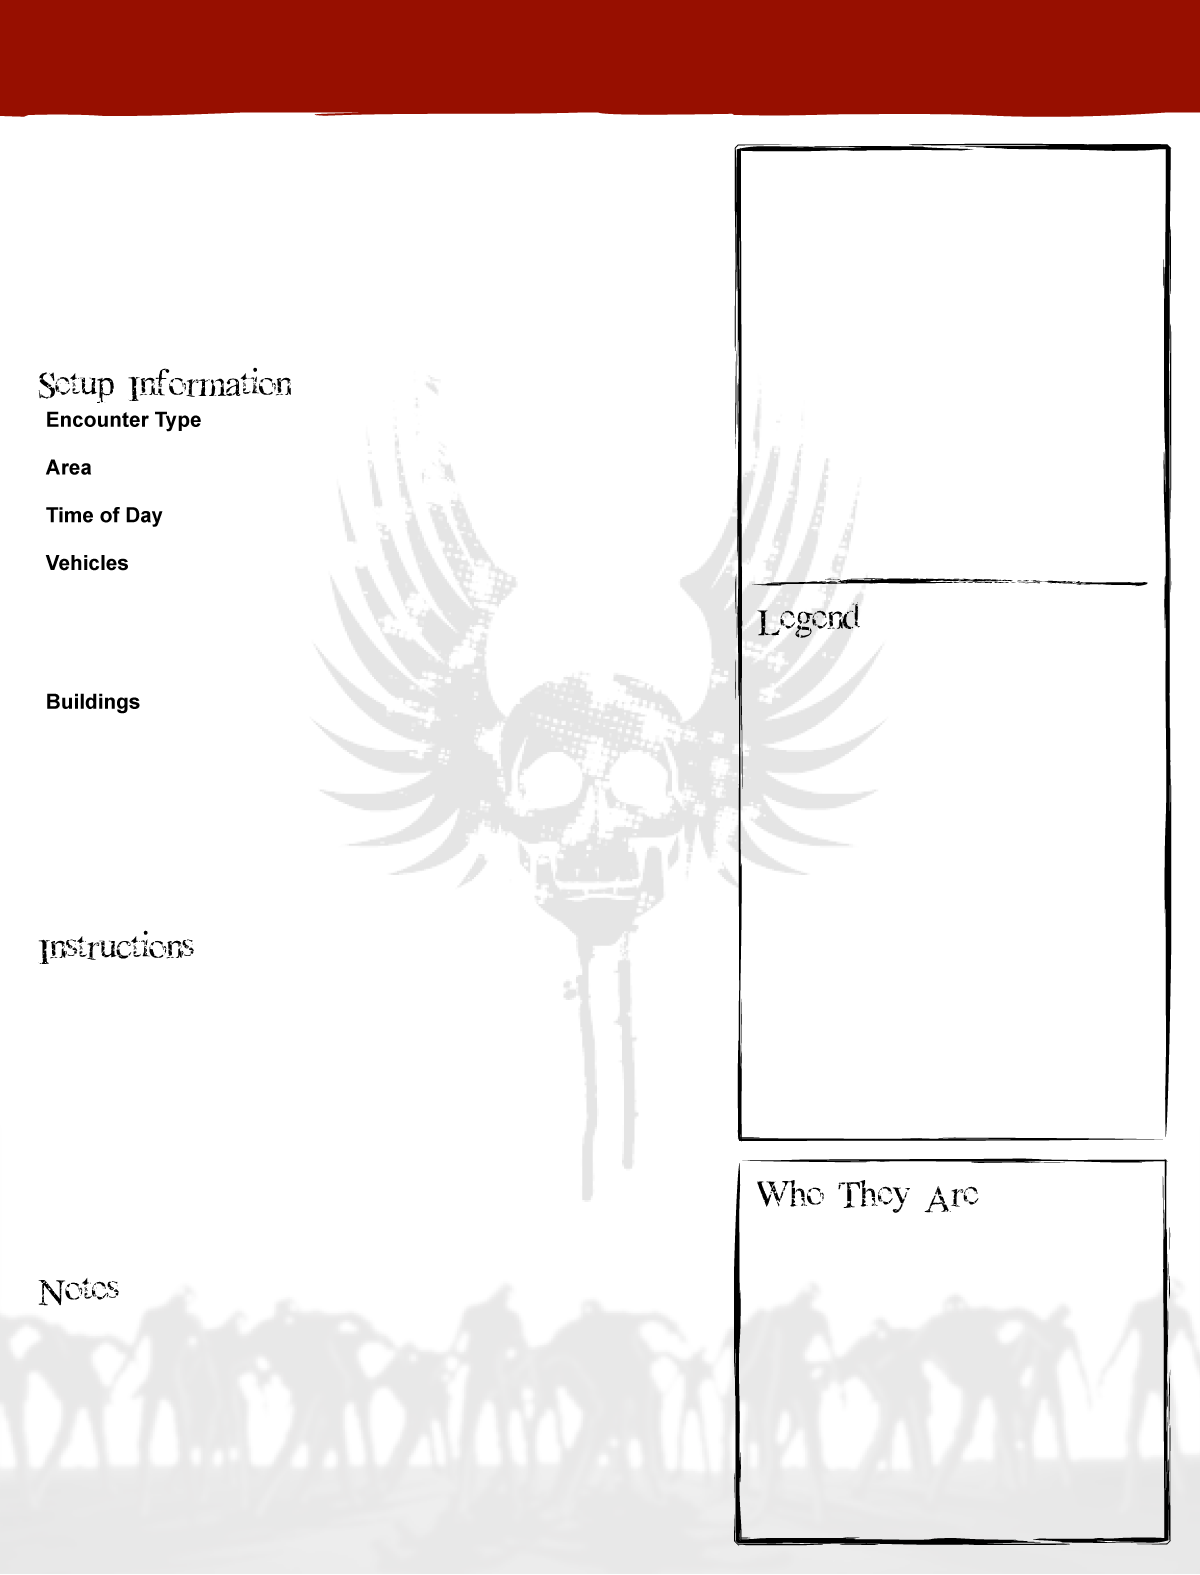 Setup Information
Encounter Type
Area
Time of Day
Vehicles
Buildings
Instructions
Notes
Legend
Who They Are